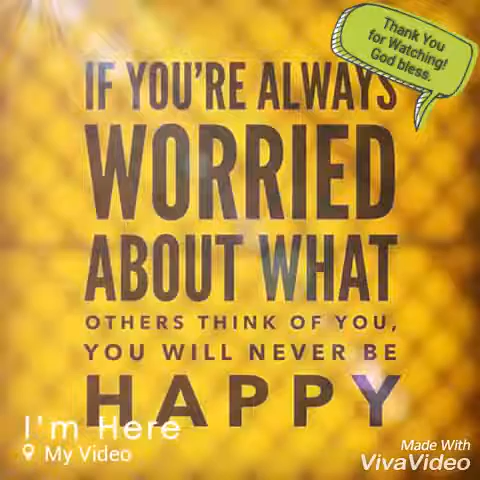 Thank You
for Watching!
God bless.
IF YOU'RE ALWAYS
WORRIED
ABOUT WHAT
OTHERS THINK OF YOU,
YOU WILL NEVER BE
HAPPY
I'm Here
My Video
Made With
VivaVideo